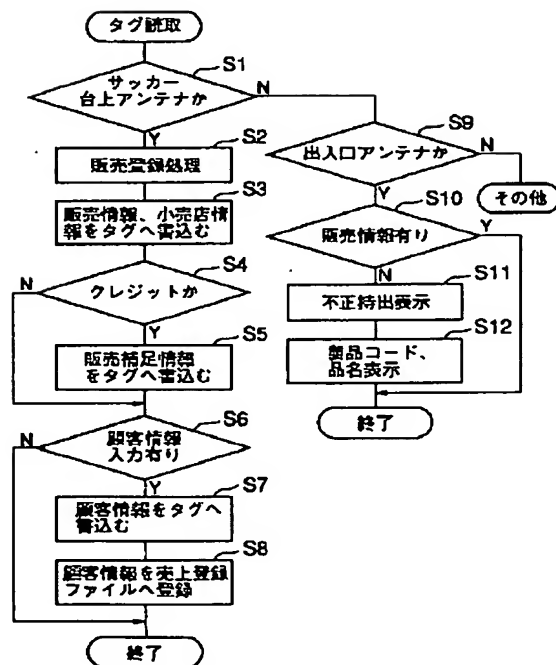 タグ読取
S1
サッカー
台上アンテナか
N
Y
S2
販売登録処理
S3
販売情報、小売店情
報をタグへ書込む
S4
N
クレジットか
Y
S5
販売補足情報
をタグへ書込む
S6
N
顧客情報
入力有り
Y
S7
顧客情報をタグへ
書込む
S8
顧客情報を売上登録
ファイルへ登録
終了
S9
出入口アンテナか
N
Y
その他
S10
販売情報有り
Y
N
S11
不正持出表示
S12
製品コード、
品名表示
終了